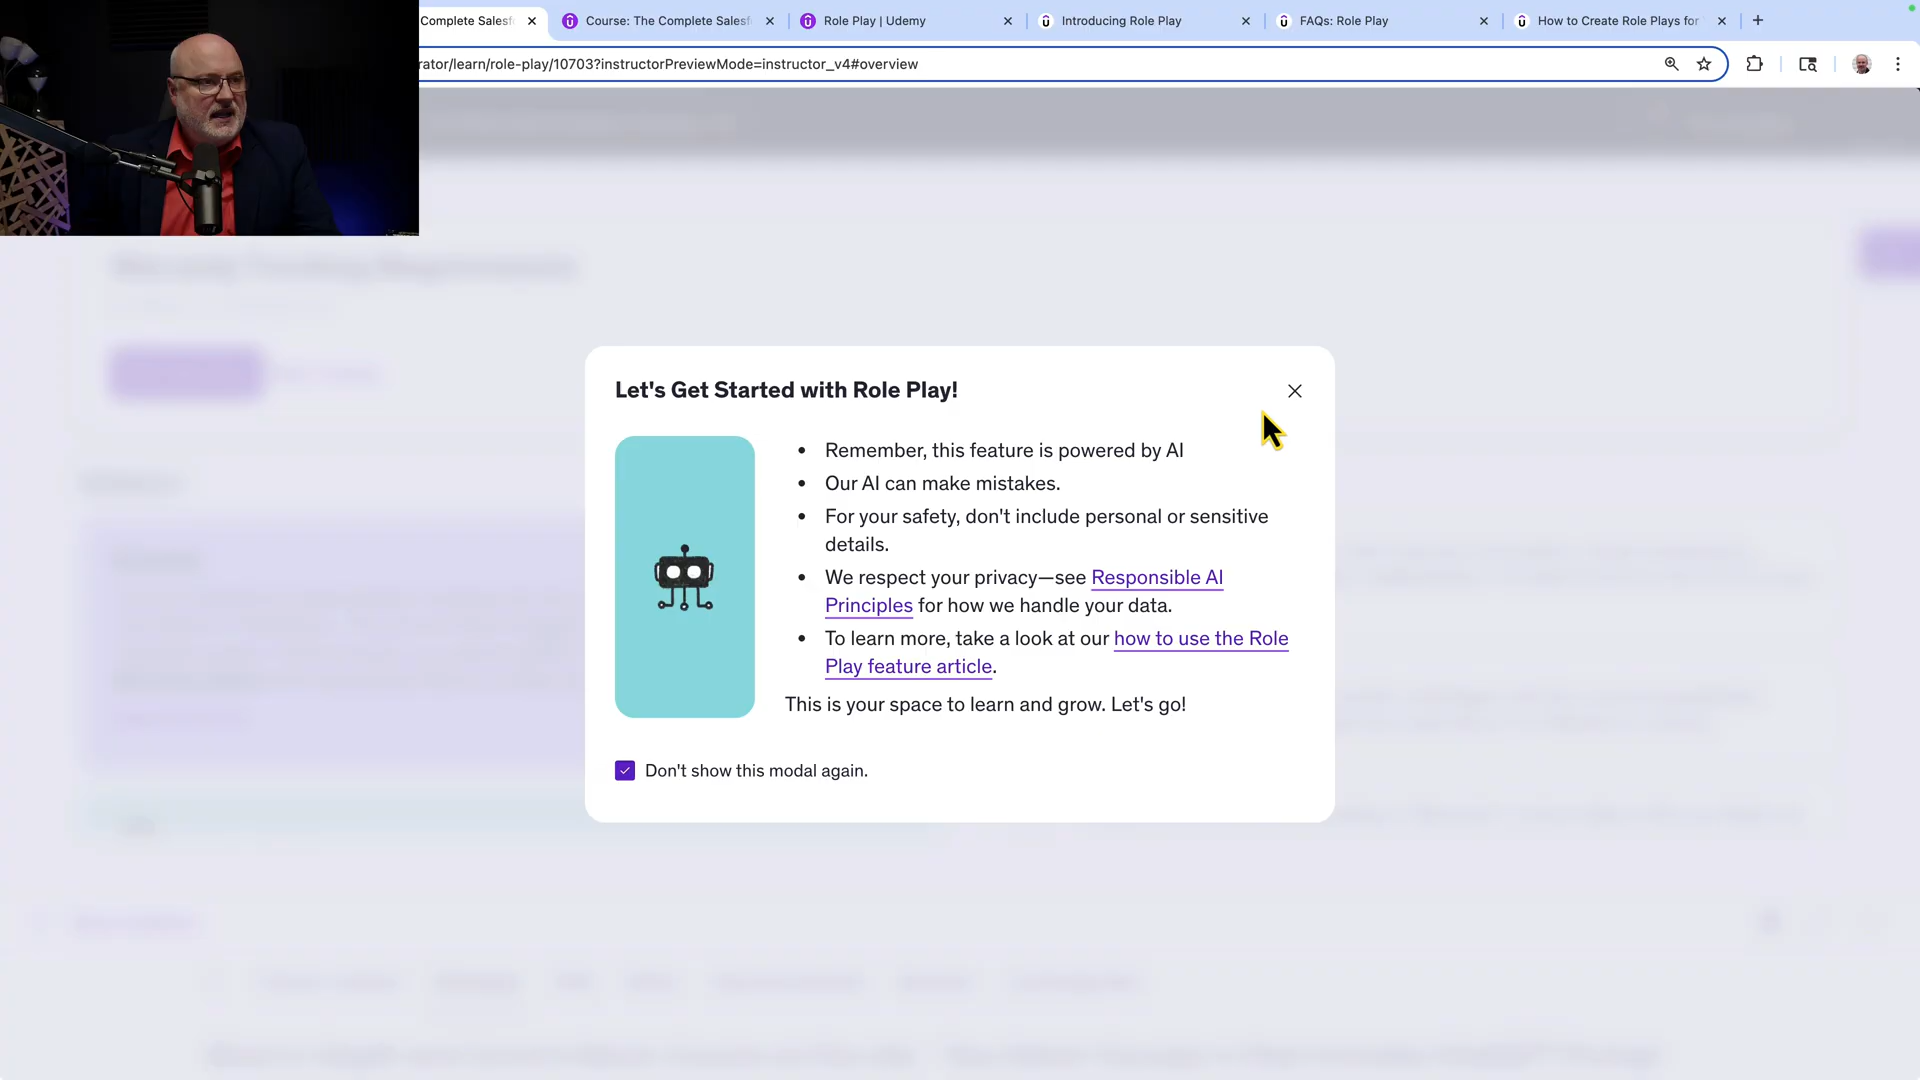 Complete Salesf
Course: The Complete Salesf
Role Play | Udemy
Introducing Role Play
FAQs: Role Play
How to Create Role Plays for
rator/learn/role-play/10703?instructorPreviewMode=instructor_v4#overview
Let's Get Started with Role Play!
• Remember, this feature is powered by AI
• Our AI can make mistakes.
• For your safety, don't include personal or sensitive
details.
• We respect your privacy—see Responsible AI
Principles for how we handle your data.
• To learn more, take a look at our how to use the Role
Play feature article.
This is your space to learn and grow. Let's go!
Don't show this modal again.